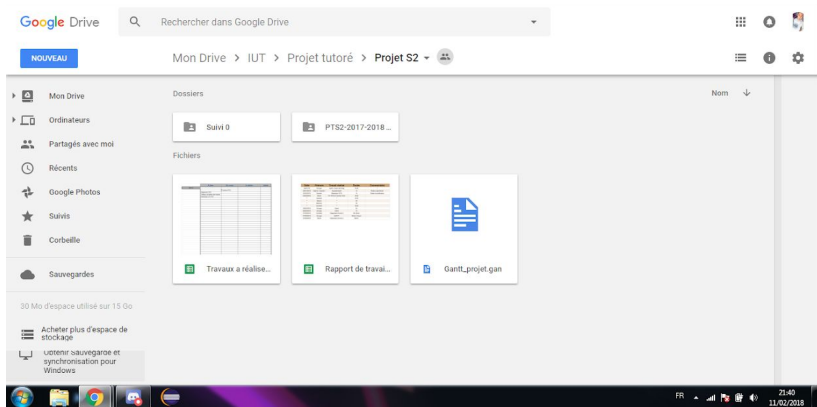 Google Drive
Rechercher dans Google Drive
NOUVEAU
Mon Drive > IUT > Projet tutoré > Projet S2
Mon Drive
Ordinateurs
Partagés avec moi
Récents
Google Photos
Suivis
Corbeille
Sauvegardes
30 Mo d'espace utilisé sur 15 Go
Acheter plus d'espace de
stockage
Obtenir Sauvegarde et
synchronisation pour
Windows
Dossiers
Nom
Suivi 0
PTS2-2017-2018 ...
Fichiers
Travaux a réalise...
Rapport de travai...
Gantt_projet.gan
FR
21:40
11/02/2018